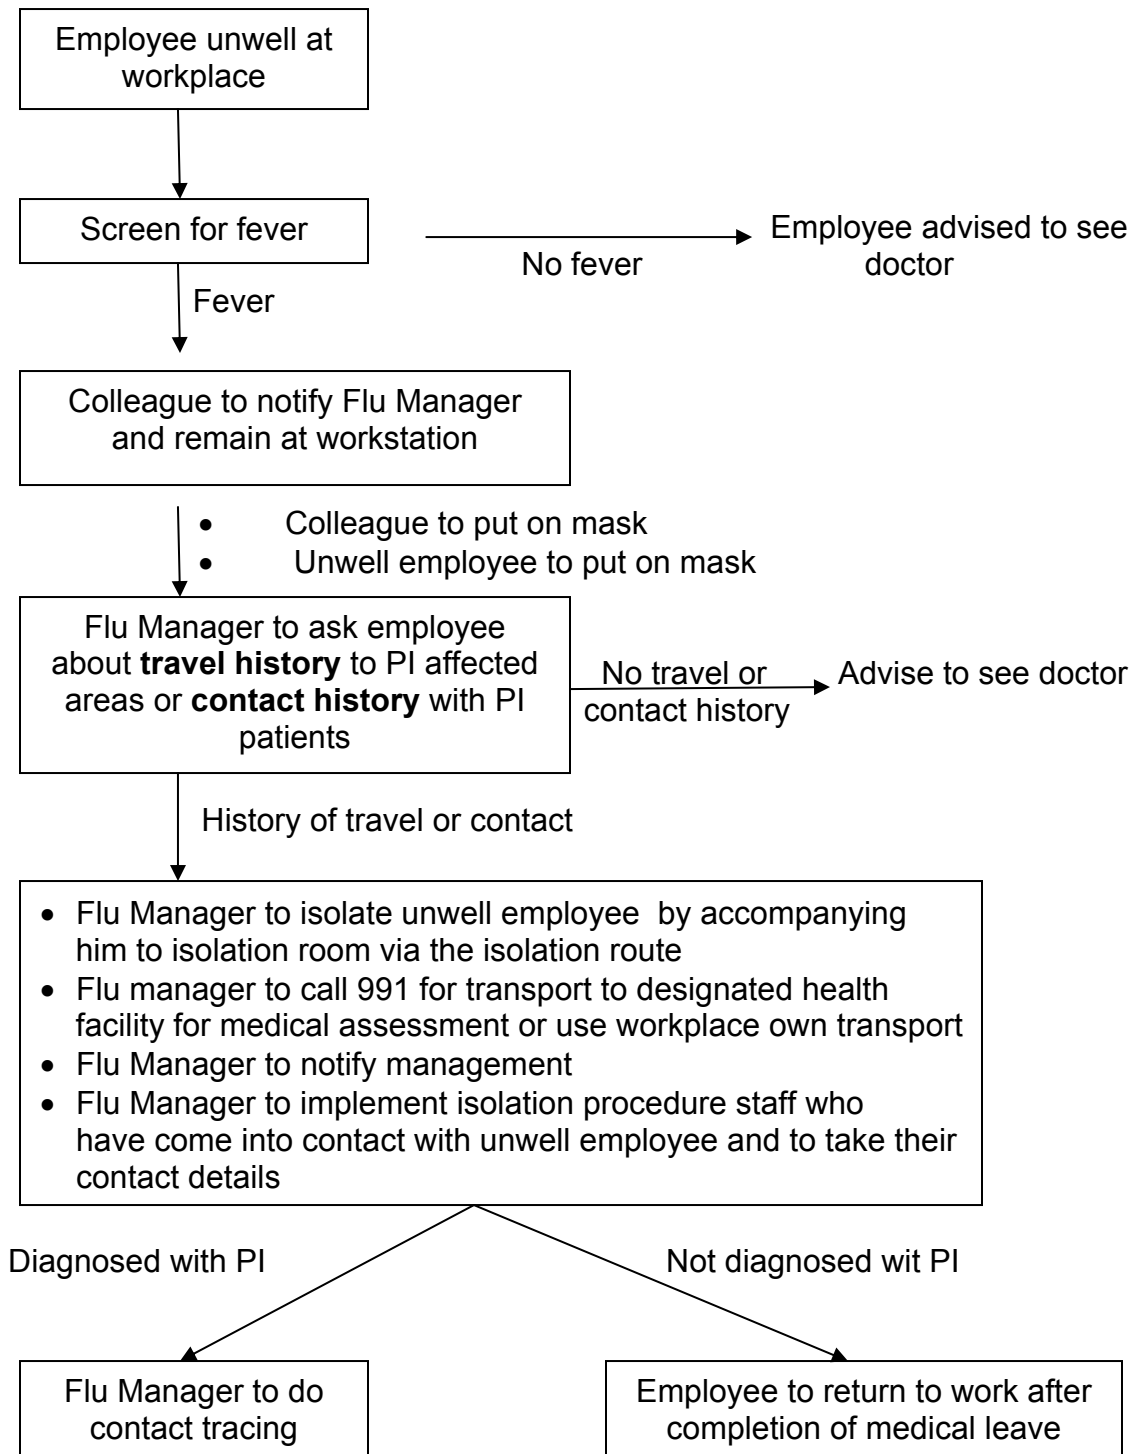 Employee unwell at
workplace
Screen for fever
No fever
Employee advised to see
doctor
Fever
Colleague to notify Flu Manager
and remain at workstation
• Colleague to put on mask
• Unwell employee to put on mask
Flu Manager to ask employee
about travel history to PI affected
areas or contact history with PI
patients
No travel or
contact history
Advise to see doctor
History of travel or contact
• Flu Manager to isolate unwell employee by accompanying
him to isolation room via the isolation route
• Flu manager to call 991 for transport to designated health
facility for medical assessment or use workplace own transport
• Flu Manager to notify management
• Flu Manager to implement isolation procedure staff who
have come into contact with unwell employee and to take their
contact details
Diagnosed with PI
Not diagnosed wit PI
Flu Manager to do
contact tracing
Employee to return to work after
completion of medical leave